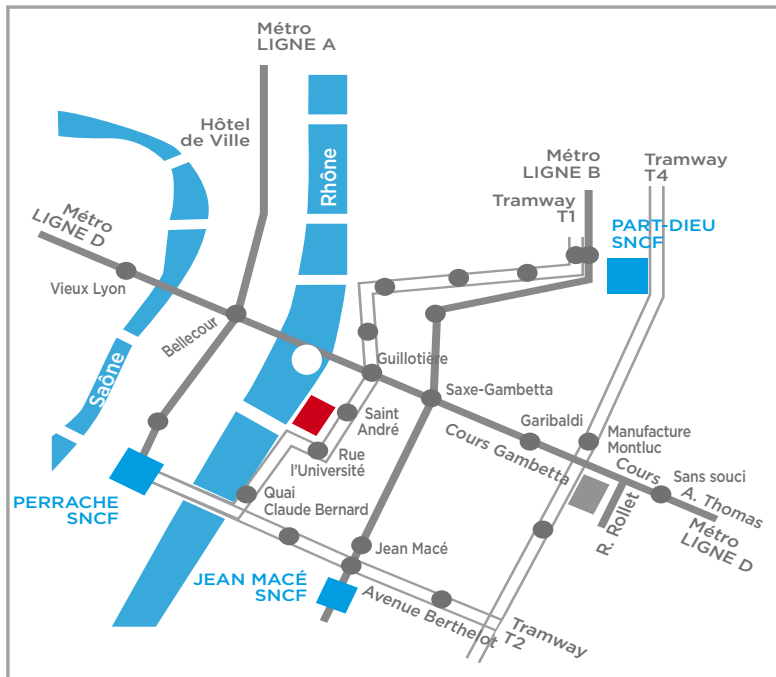 Métro
LIGNE A
Hôtel
de Ville
Rhône
Métro
LIGNE B
Tramway
T4
Tramway
T1
PART-DIEU
SNCF
Métro
LIGNE D
Vieux Lyon
Bellecour
Saône
Guillotière
Saxe-Gambetta
Saint
André
Garibaldi
Manufacture
Montluc
Cours Gambetta
Rue
l'Université
Cours
A. Thomas
Sans souci
PERRACHE
SNCF
Quai
Claude Bernard
R. Rollet
Métro
LIGNE D
Jean Macé
JEAN MACÉ
SNCF
Avenue Berthelot
Tramway
T2